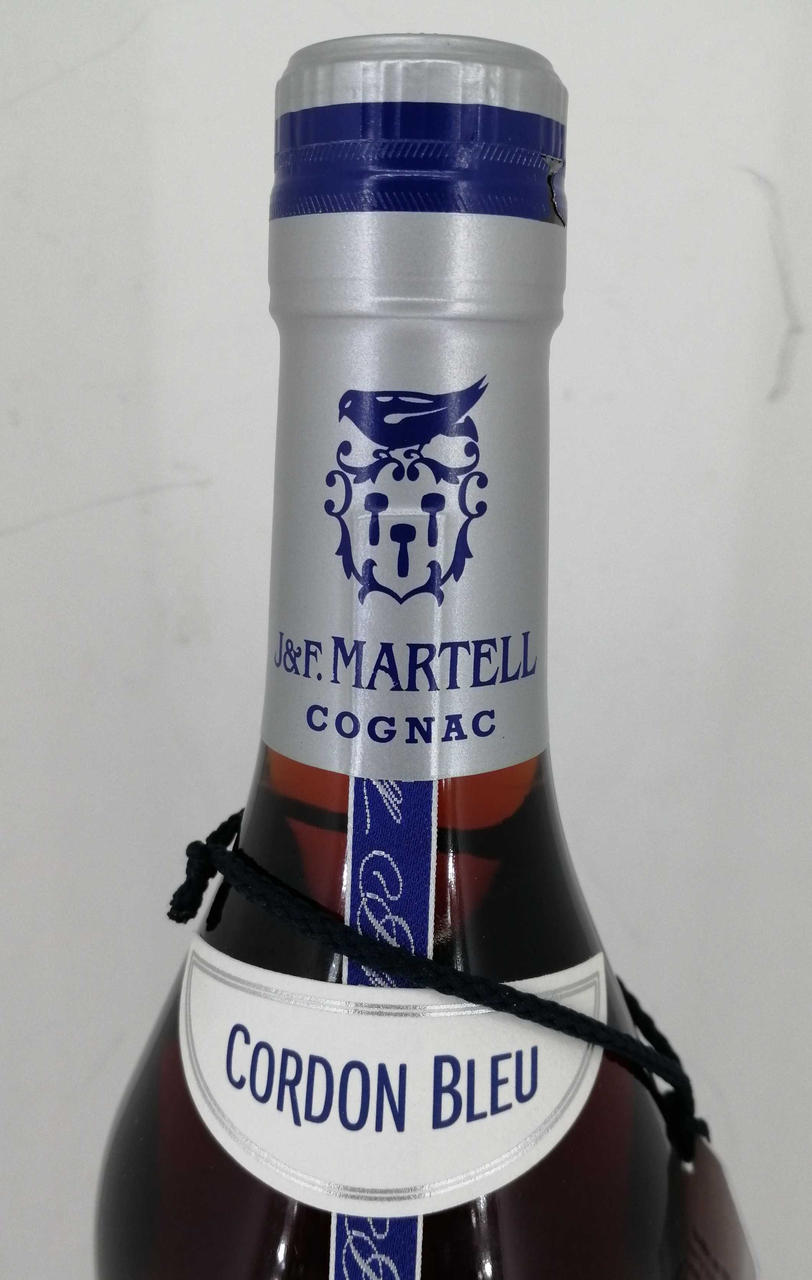 J&F. MARTELL
COGNAC
CORDON BLEU